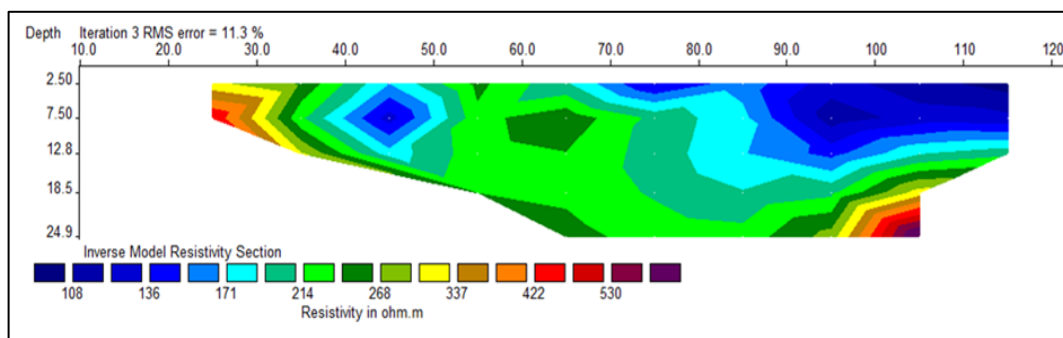 Depth Iteration 3 RMS error = 11.3 %
10.0 20.0 30.0 40.0 50.0 60.0 70.0 80.0 90.0 100 110 120
2.50
7.50
12.8
18.5
24.9
Inverse Model Resistivity Section
108 136 171 214 268 337 422 530
Resistivity in ohm.m